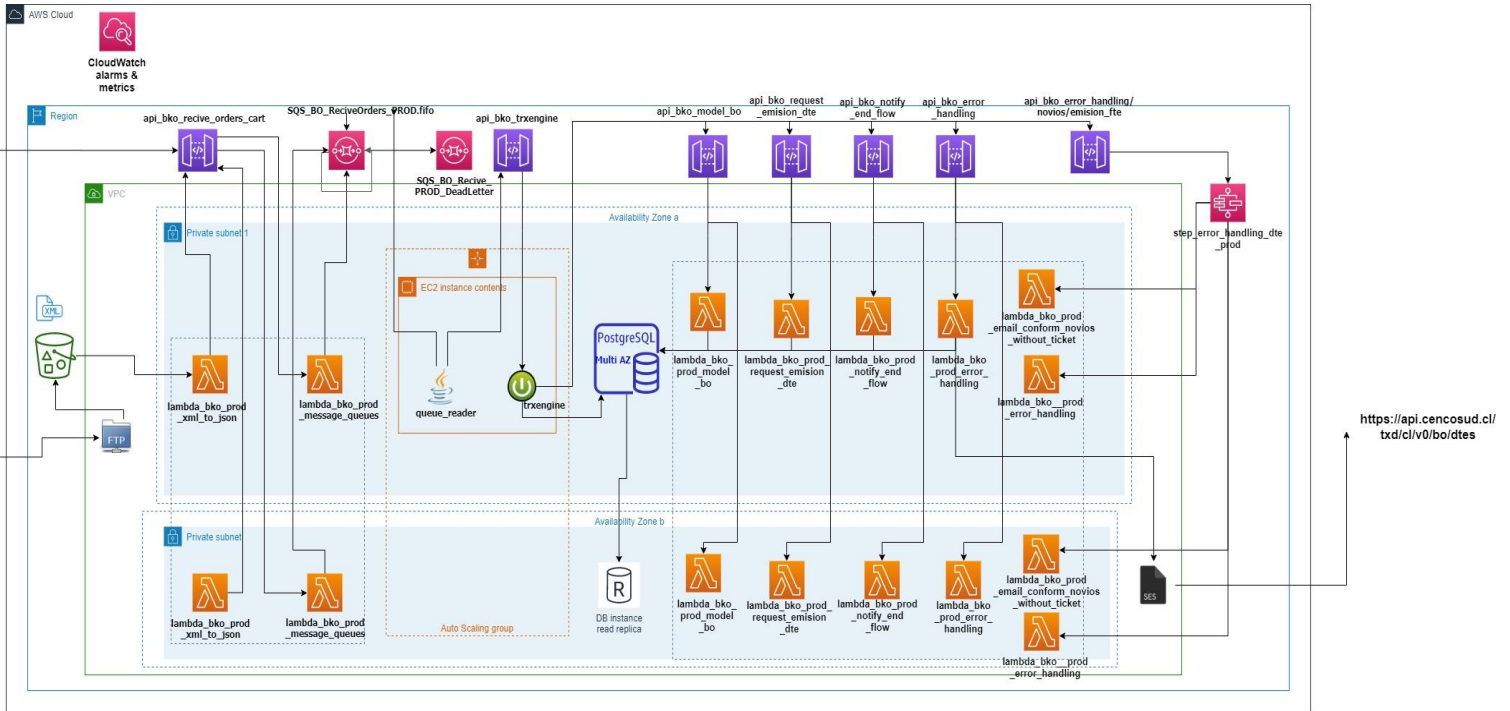 AWS Cloud
CloudWatch
alarms &
metrics
Region
api_bko_recive_orders_cart
SQS_BO_ReciveOrders_PROD.fifo
SQS_BO_Recive_
PROD_DeadLetter
api_bko_trxengine
api_bko_model_bo
api_bko_request
_emision_dte
api_bko_notify
_end_flow
api_bko_error
_handling
api_bko_error_handling/
novios/emision_fte
step_error_handling_dte
_prod
VPC
Availability Zone a
Private subnet 1
EC2 instance contents
XML
FTP
lambda_bko_prod
_xml_to_json
lambda_bko_prod
_message_queues
queue_reader
trxengine
PostgreSQL
Multi AZ
lambda_bko_
prod_model_
bo
lambda_bko_prod_
request_emision
_dte
lambda_bko_prod
_notify_end
_flow
lambda_bko
_prod_error_
handling
lambda_bko_prod
_email_conform_novios
_without_ticket
lambda_bko__prod
_error_handling
https://api.cencosud.cl/
txd/cl/v0/bo/dtes
Availability Zone b
Private subnet
lambda_bko_prod
_xml_to_json
lambda_bko_prod
_message_queues
Auto Scaling group
R
DB instance
read replica
lambda_bko_
prod_model
_bo
lambda_bko_prod_
request_emision
_dte
lambda_bko_prod
_notify_end
_flow
lambda_bko
_prod_error_
handling
lambda_bko_prod
_email_conform_novios
_without_ticket
lambda_bko__prod
_error_handling
SES